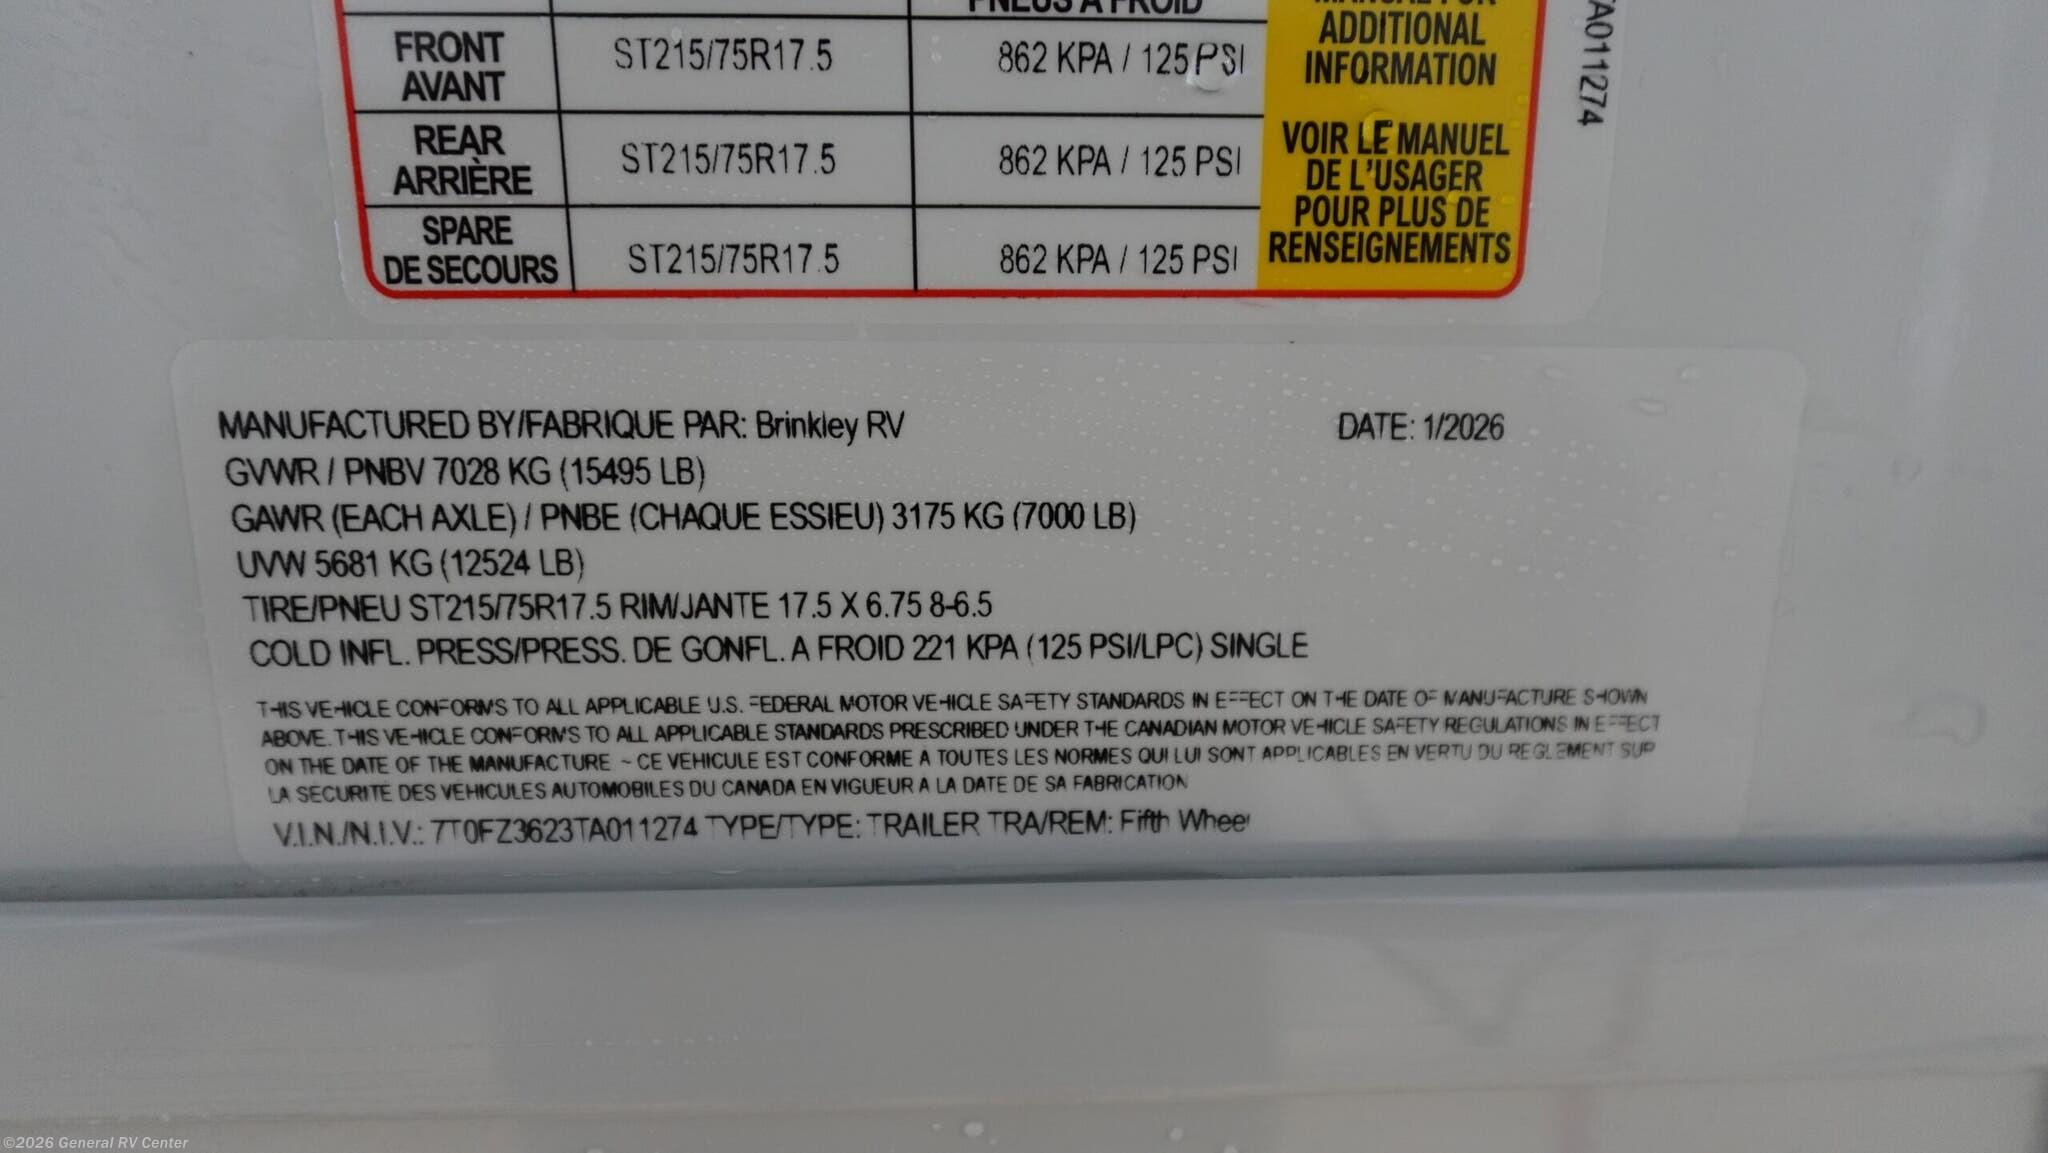 PNEUS À FROID
FRONT
AVANT
ST215/75R17.5
862 KPA / 125 PSI
REAR
ARRIÈRE
ST215/75R17.5
862 KPA / 125 PSI
SPARE
DE SECOURS
ST215/75R17.5
862 KPA / 125 PSI
MANUAL FOR
ADDITIONAL
INFORMATION
VOIR LE MANUEL
DE L'USAGER
POUR PLUS DE
RENSEIGNEMENTS
TA011274
MANUFACTURED BY/FABRIQUE PAR: Brinkley RV DATE: 1/2026
GVWR / PNBV 7028 KG (15495 LB)
GAWR (EACH AXLE) / PNBE (CHAQUE ESSIEU) 3175 KG (7000 LB)
UVW 5681 KG (12524 LB)
TIRE/PNEU ST215/75R17.5 RIM/JANTE 17.5 X 6.75 8-6.5
COLD INFL. PRESS/PRESS. DE GONFL. A FROID 221 KPA (125 PSI/LPC) SINGLE
THIS VEHICLE CONFORMS TO ALL APPLICABLE U.S. FEDERAL MOTOR VEHICLE SAFETY STANDARDS IN EFFECT ON THE DATE OF MANUFACTURE SHOWN
ABOVE. THIS VEHICLE CONFORMS TO ALL APPLICABLE STANDARDS PRESCRIBED UNDER THE CANADIAN MOTOR VEHICLE SAFETY REGULATIONS IN EFFECT
ON THE DATE OF THE MANUFACTURE ~ CE VEHICULE EST CONFORME A TOUTES LES NORMES QUI LUI SONT APPLICABLES EN VERTU DU REGLEMENT SUR
LA SECURITE DES VEHICULES AUTOMOBILES DU CANADA EN VIGUEUR A LA DATE DE SA FABRICATION
V.I.N./N.I.V.: 7T0FZ3623TA011274 TYPE/TYPE: TRAILER TRA/REM: Fifth Wheel
©2026 General RV Center